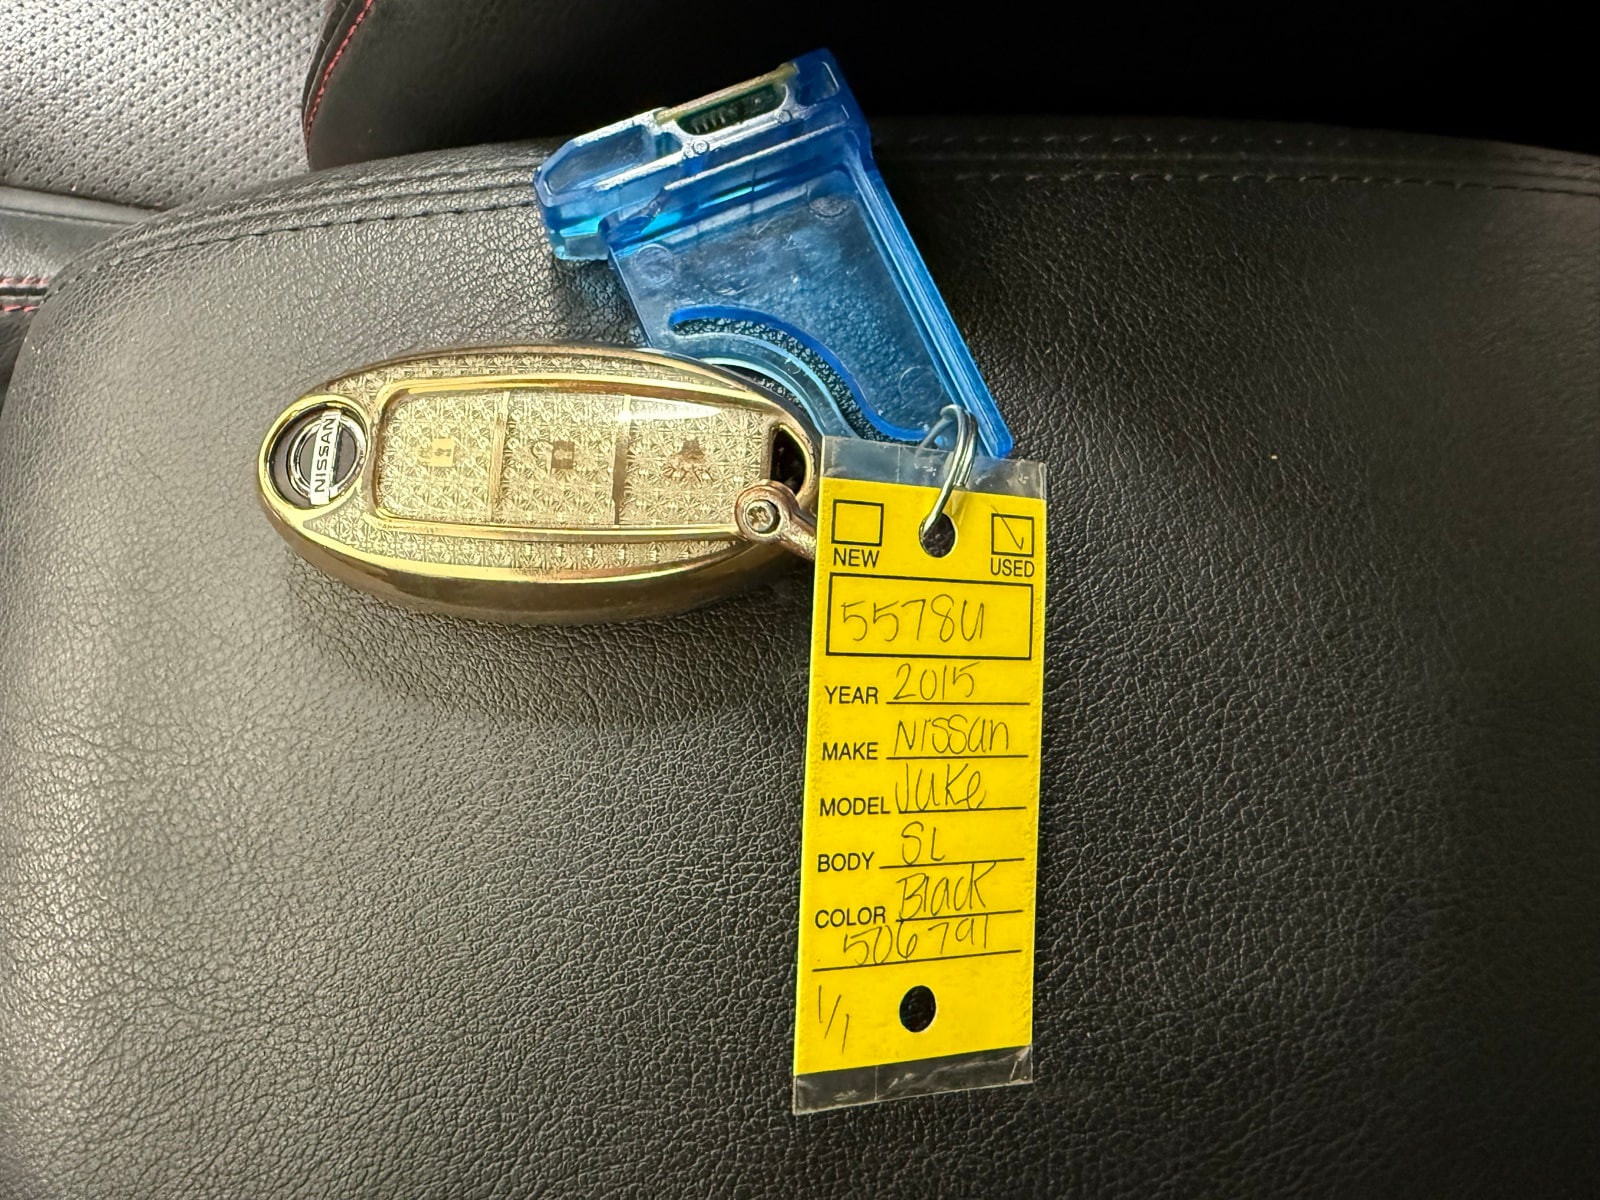 NISSAN
NEW USED
5578U
YEAR 2015
MAKE Nissan
MODEL Juke
BODY SL
COLOR Black
506791
1/1